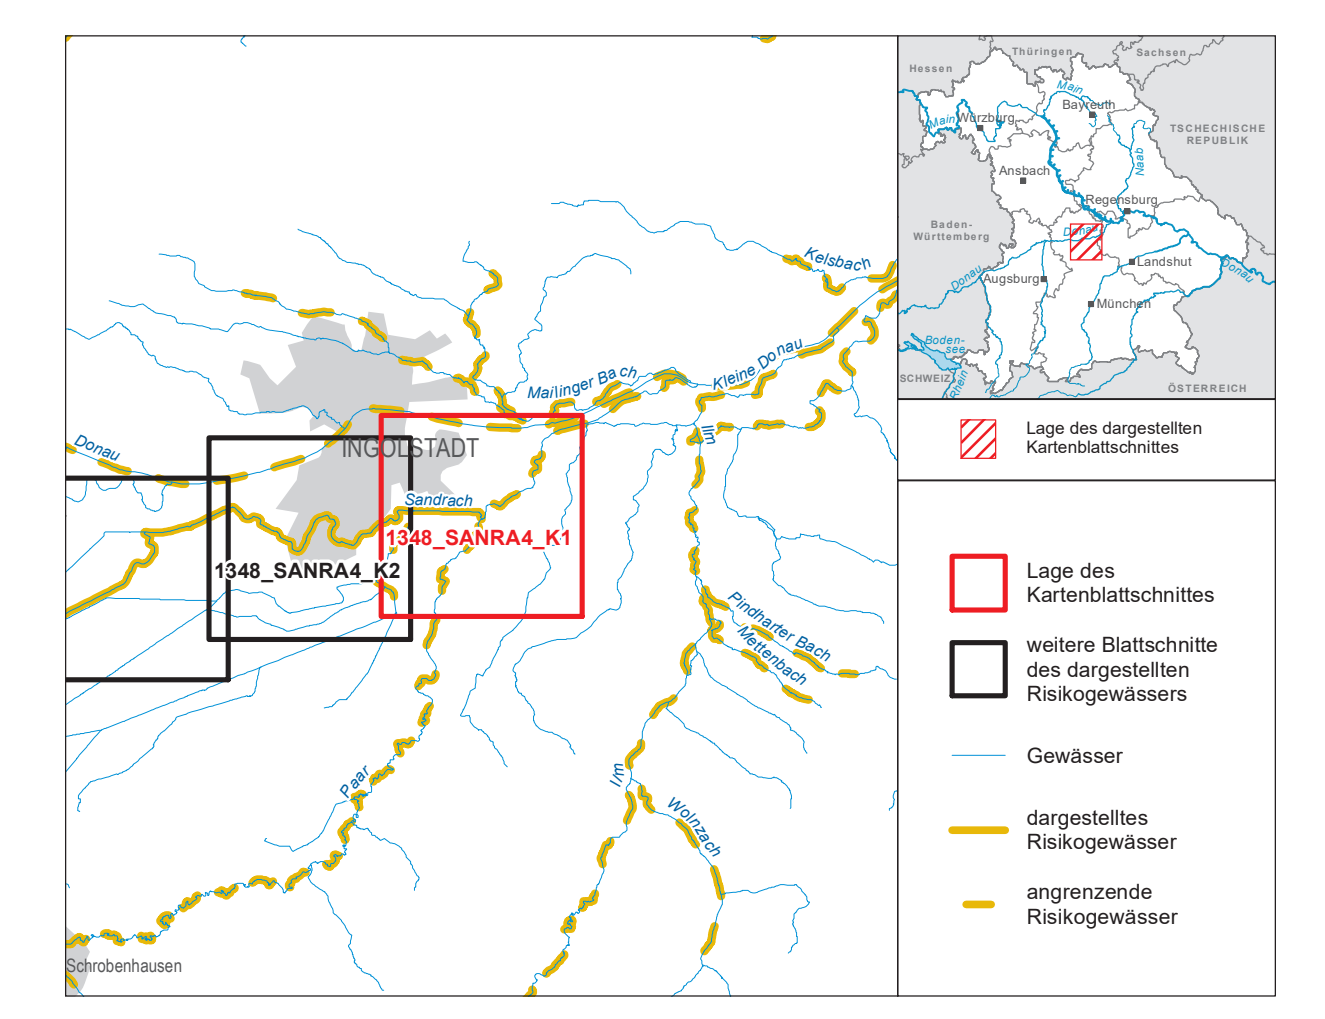 Kelsbach
Kleine Donau
Mailinger Bach
Donau
INGOLSTADT
Ilm
Sandrach
1348_SANRA4_K1
1348_SANRA4_K2
Pindharter Bach
Mettenbach
Paar
Ilm
Wolnzach
Schrobenhausen
Thüringen
Sachsen
Hessen
Main
Bayreuth
Main
Würzburg
TSCHECHISCHE
REPUBLIK
Naab
Ansbach
Regensburg
Baden-
Württemberg
Donau
Landshut
Donau
Augsburg
Donau
München
Boden-
see
SCHWEIZ
Rhein
ÖSTERREICH
Lage des dargestellten
Kartenblattschnittes
Lage des
Kartenblattschnittes
weitere Blattschnitte
des dargestellten
Risikogewässers
Gewässer
dargestelltes
Risikogewässer
angrenzende
Risikogewässer